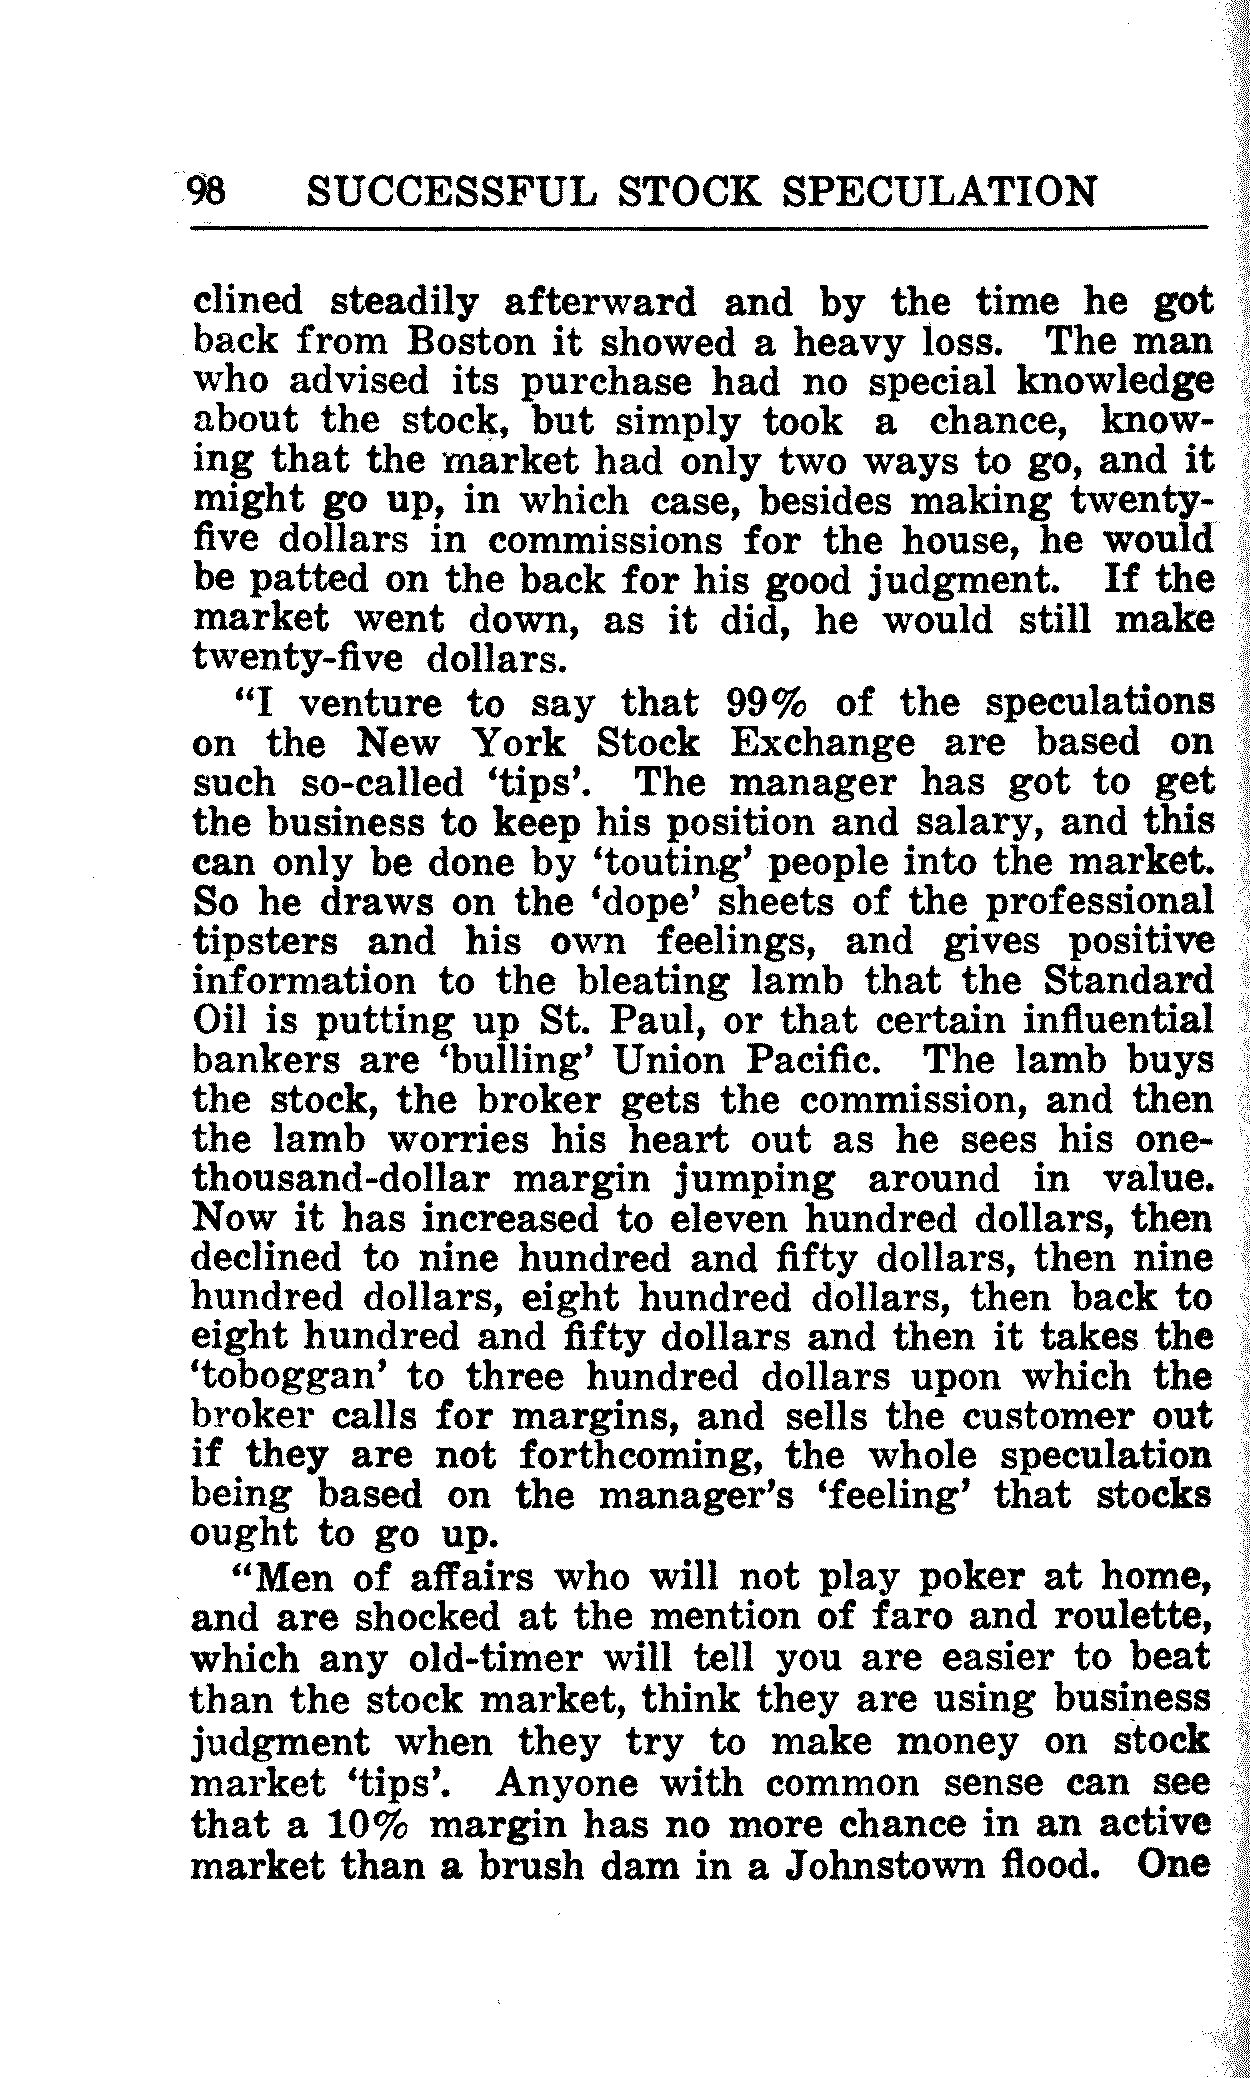 98 SUCCESSFUL STOCK SPECULATION
clined steadily afterward and by the time he got
back from Boston it showed a heavy loss. The man
who advised its purchase had no special knowledge
about the stock, but simply took a chance, know-
ing that the market had only two ways to go, and it
might go up, in which case, besides making twenty-
five dollars in commissions for the house, he would
be patted on the back for his good judgment. If the
market went down, as it did, he would still make
twenty-five dollars.
“I venture to say that 99% of the speculations
on the New York Stock Exchange are based on
such so-called ‘tips’. The manager has got to get
the business to keep his position and salary, and this
can only be done by ‘touting’ people into the market.
So he draws on the ‘dope’ sheets of the professional
tipsters and his own feelings, and gives positive
information to the bleating lamb that the Standard
Oil is putting up St. Paul, or that certain influential
bankers are ‘bulling’ Union Pacific. The lamb buys
the stock, the broker gets the commission, and then
the lamb worries his heart out as he sees his one-
thousand-dollar margin jumping around in value.
Now it has increased to eleven hundred dollars, then
declined to nine hundred and fifty dollars, then nine
hundred dollars, eight hundred dollars, then back to
eight hundred and fifty dollars and then it takes the
‘toboggan’ to three hundred dollars upon which the
broker calls for margins, and sells the customer out
if they are not forthcoming, the whole speculation
being based on the manager’s ‘feeling’ that stocks
ought to go up.
“Men of affairs who will not play poker at home,
and are shocked at the mention of faro and roulette,
which any old-timer will tell you are easier to beat
than the stock market, think they are using business
judgment when they try to make money on stock
market ‘tips’. Anyone with common sense can see
that a 10% margin has no more chance in an active
market than a brush dam in a Johnstown flood. One